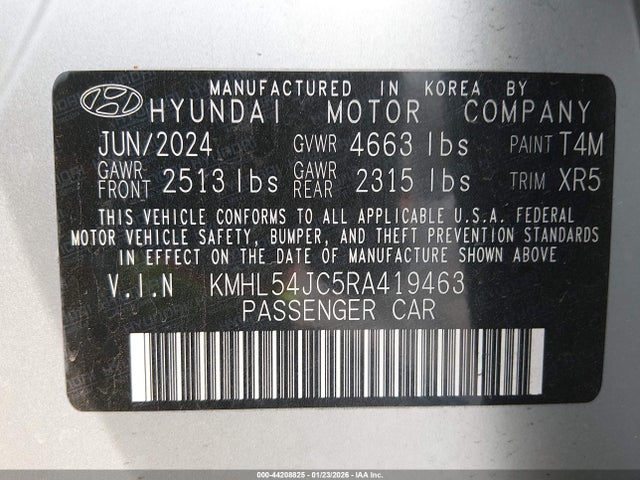 MANUFACTURED IN KOREA BY
HYUNDAI MOTOR COMPANY
JUN/2024 GVWR 4663 lbs PAINT T4M
GAWR FRONT 2513 lbs GAWR REAR 2315 lbs TRIM XR5
THIS VEHICLE CONFORMS TO ALL APPLICABLE U.S.A. FEDERAL
MOTOR VEHICLE SAFETY, BUMPER, AND THEFT PREVENTION STANDARDS
IN EFFECT ON THE DATE OF MANUFACTURE SHOWN ABOVE.
V.I.N KMHL54JC5RA419463
PASSENGER CAR
000-44208825 - 01/23/2026 - IAA Corp.